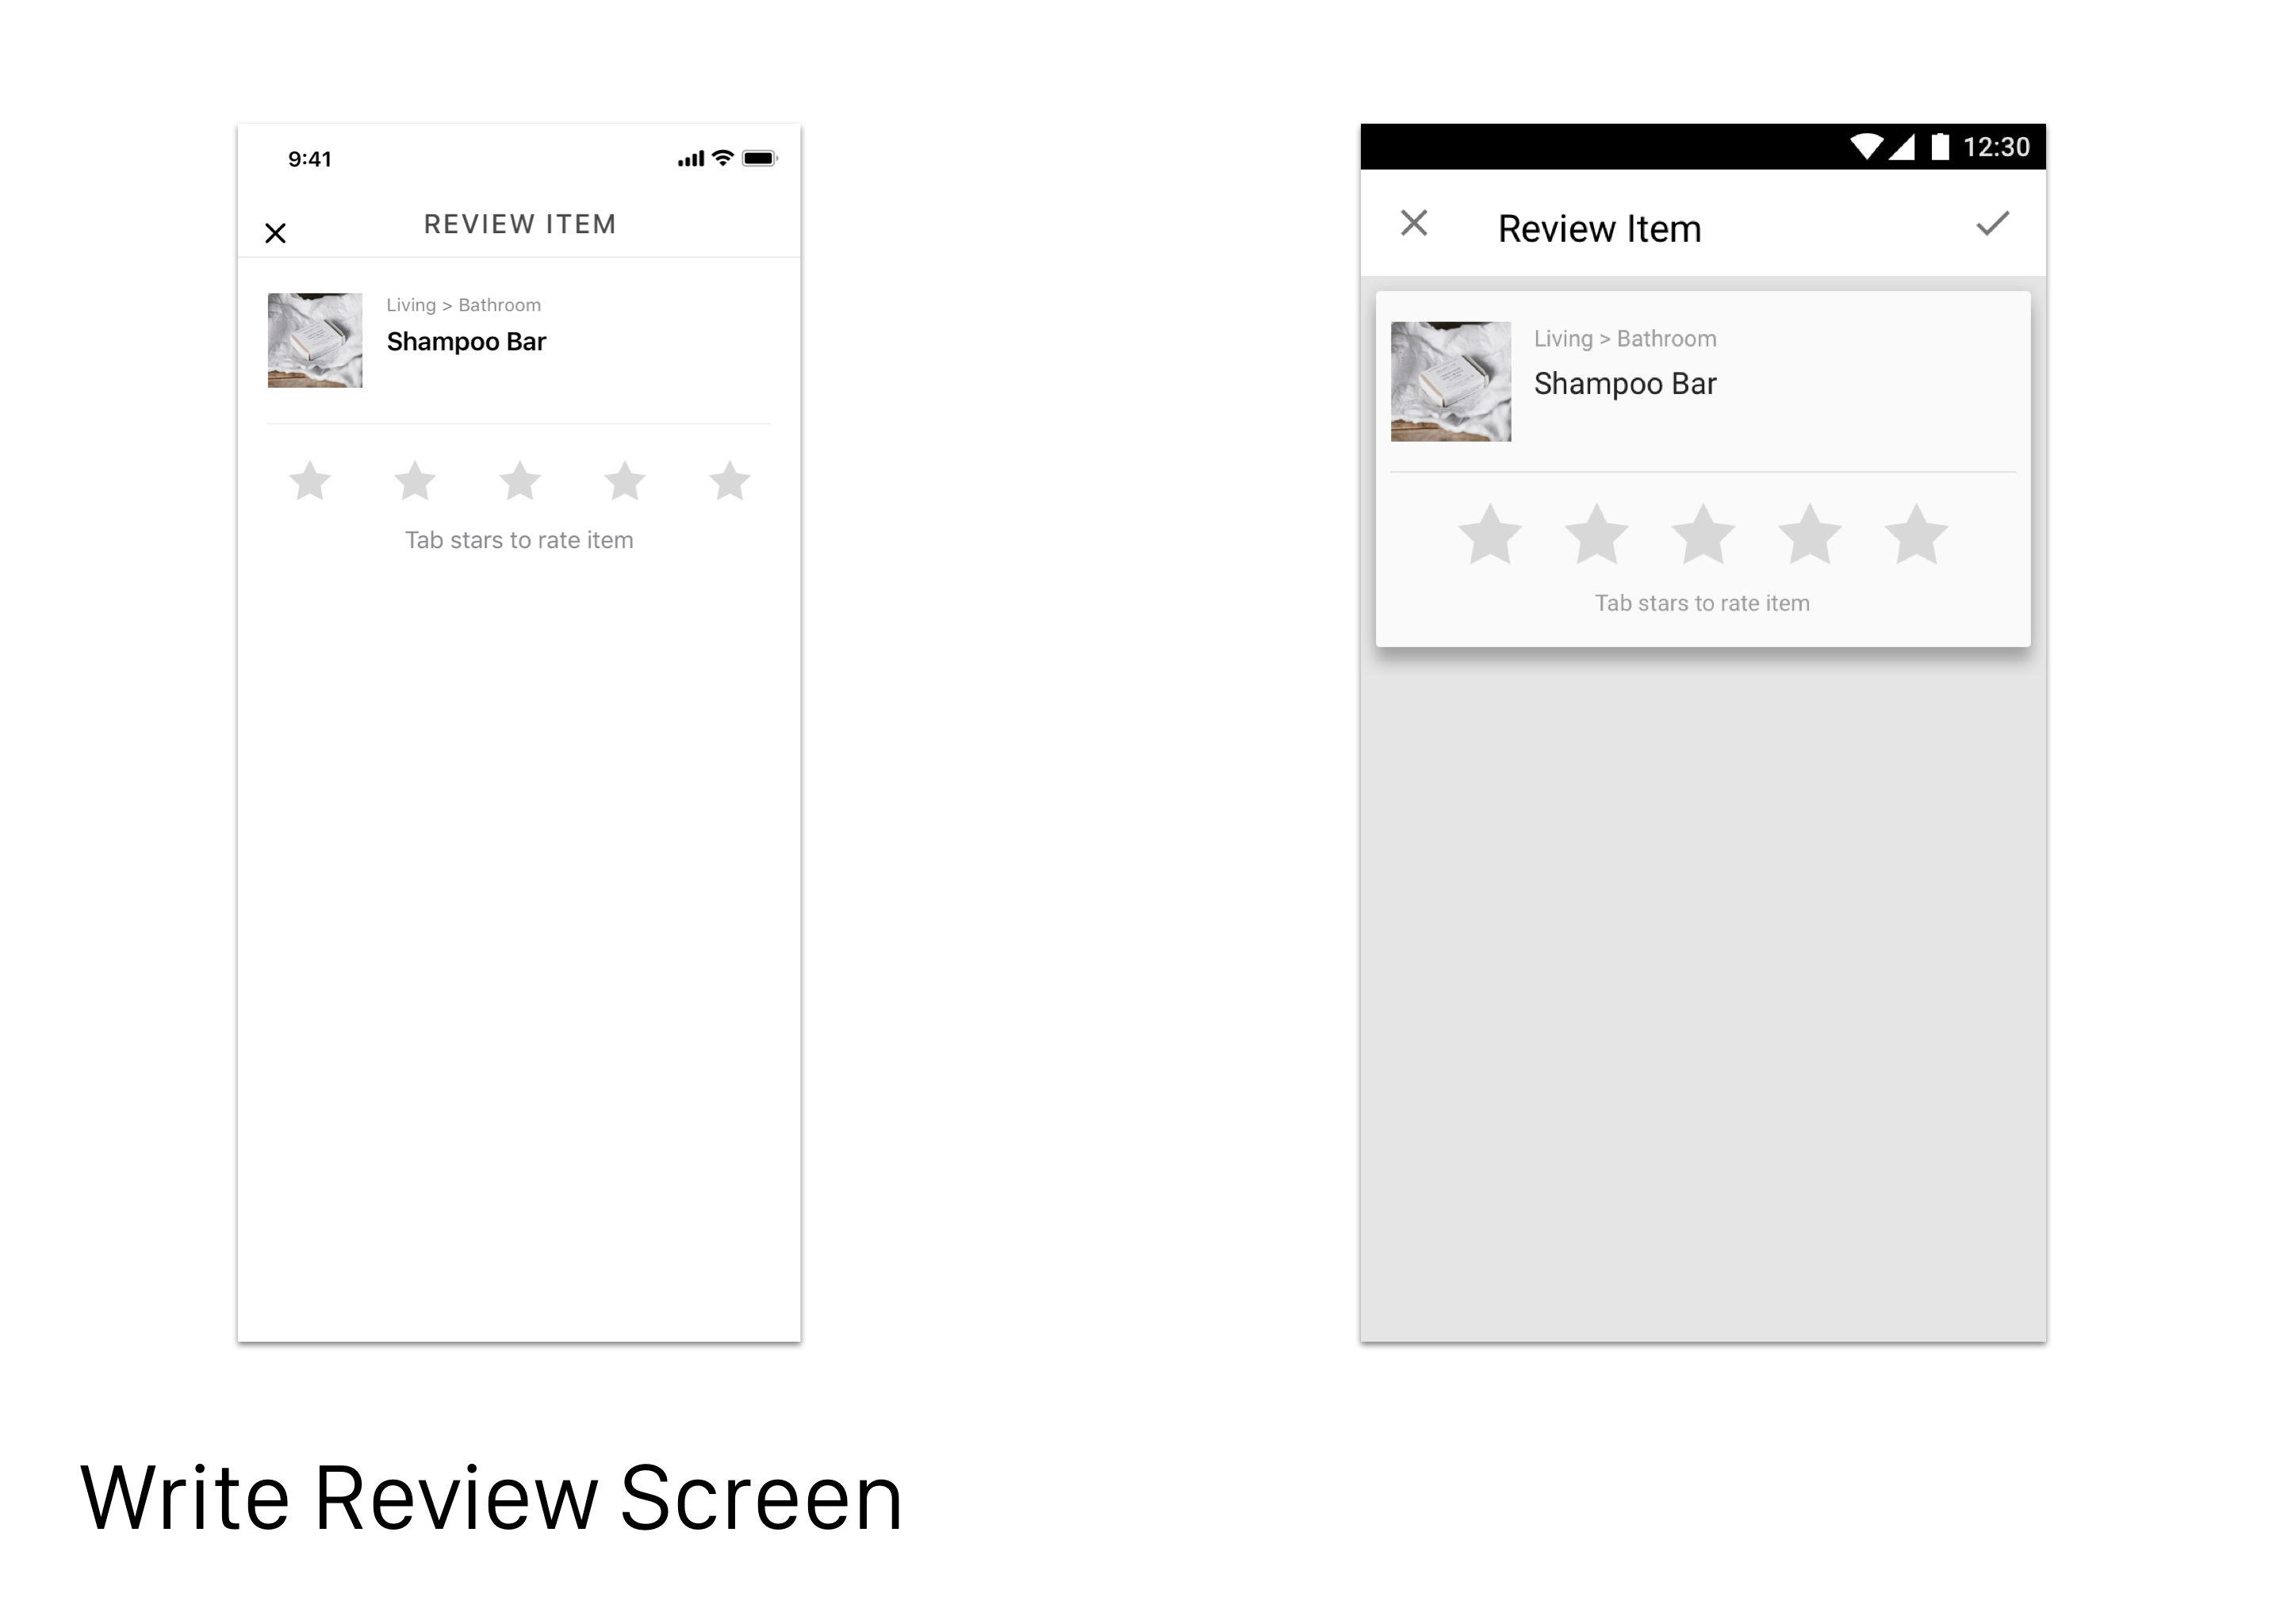 9:41
REVIEW ITEM
Living > Bathroom
Shampoo Bar
Tab stars to rate item
12:30
Review Item
Living > Bathroom
Shampoo Bar
Tab stars to rate item
Write Review Screen